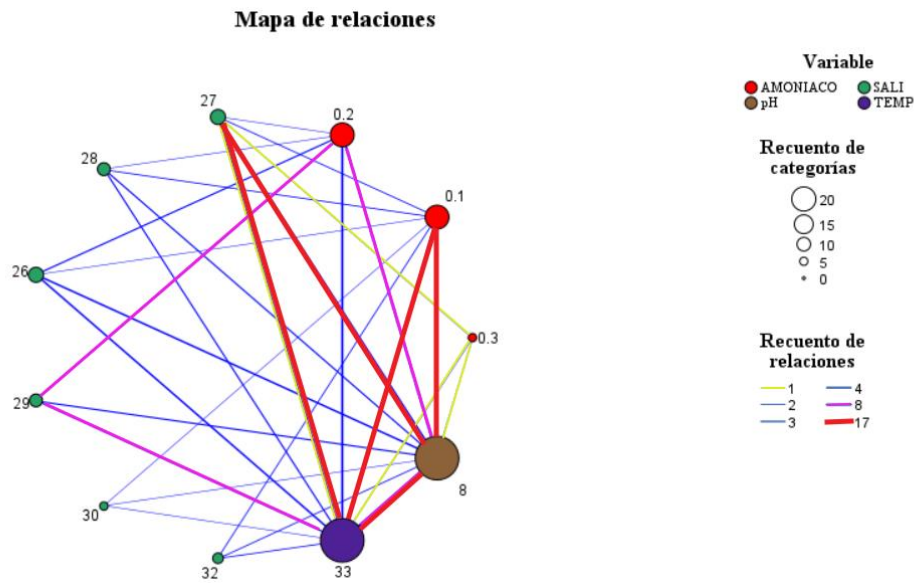 Mapa de relaciones
27
0.2
28
0.1
26
0.3
29
8
30
32
33
Variable
AMONIACO
SALI
pH
TEMP
Recuento de
categorías
20
15
10
5
0
Recuento de
relaciones
1
4
2
8
3
17